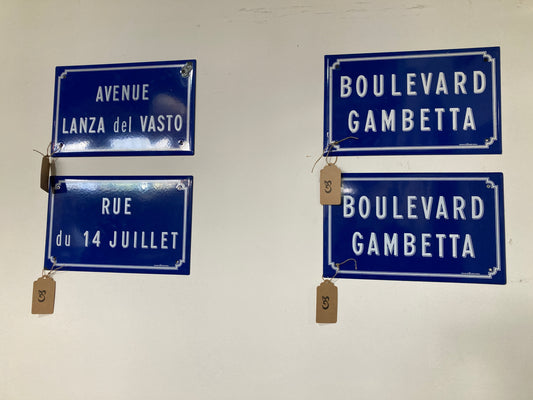 AVENUE
LANZA del VASTO
RUE
du 14 JUILLET
BOULEVARD
GAMBETTA
BOULEVARD
GAMBETTA